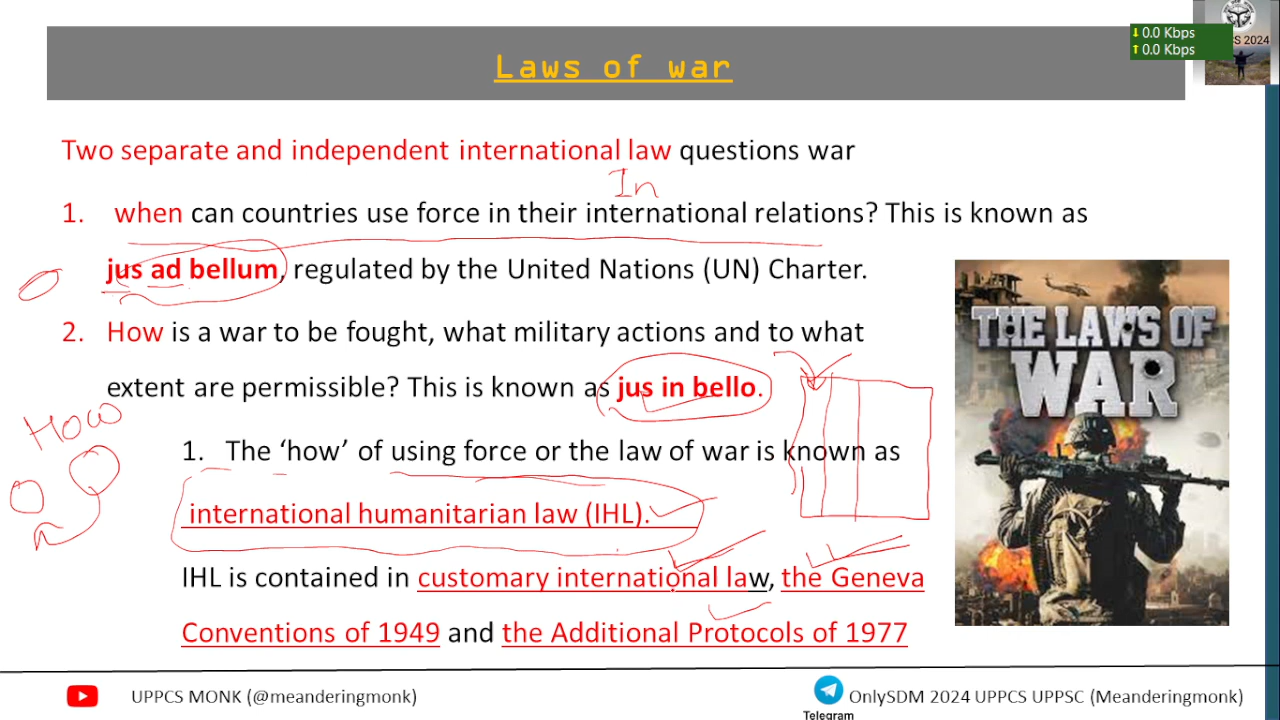 ↓ 0.0 Kbps
↑ 0.0 Kbps
CS 2024
Laws of war
Two separate and independent international law questions war
In
1. when can countries use force in their international relations? This is known as
jus ad bellum, regulated by the United Nations (UN) Charter.
2. How is a war to be fought, what military actions and to what
extent are permissible? This is known as jus in bello.
How
1. The ‘how’ of using force or the law of war is known as
international humanitarian law (IHL).
IHL is contained in customary international law, the Geneva
Conventions of 1949 and the Additional Protocols of 1977
THE LAWS OF
WAR
UPPCS MONK (@meanderingmonk)
OnlySDM 2024 UPPCS UPPSC (Meanderingmonk)
Telegram